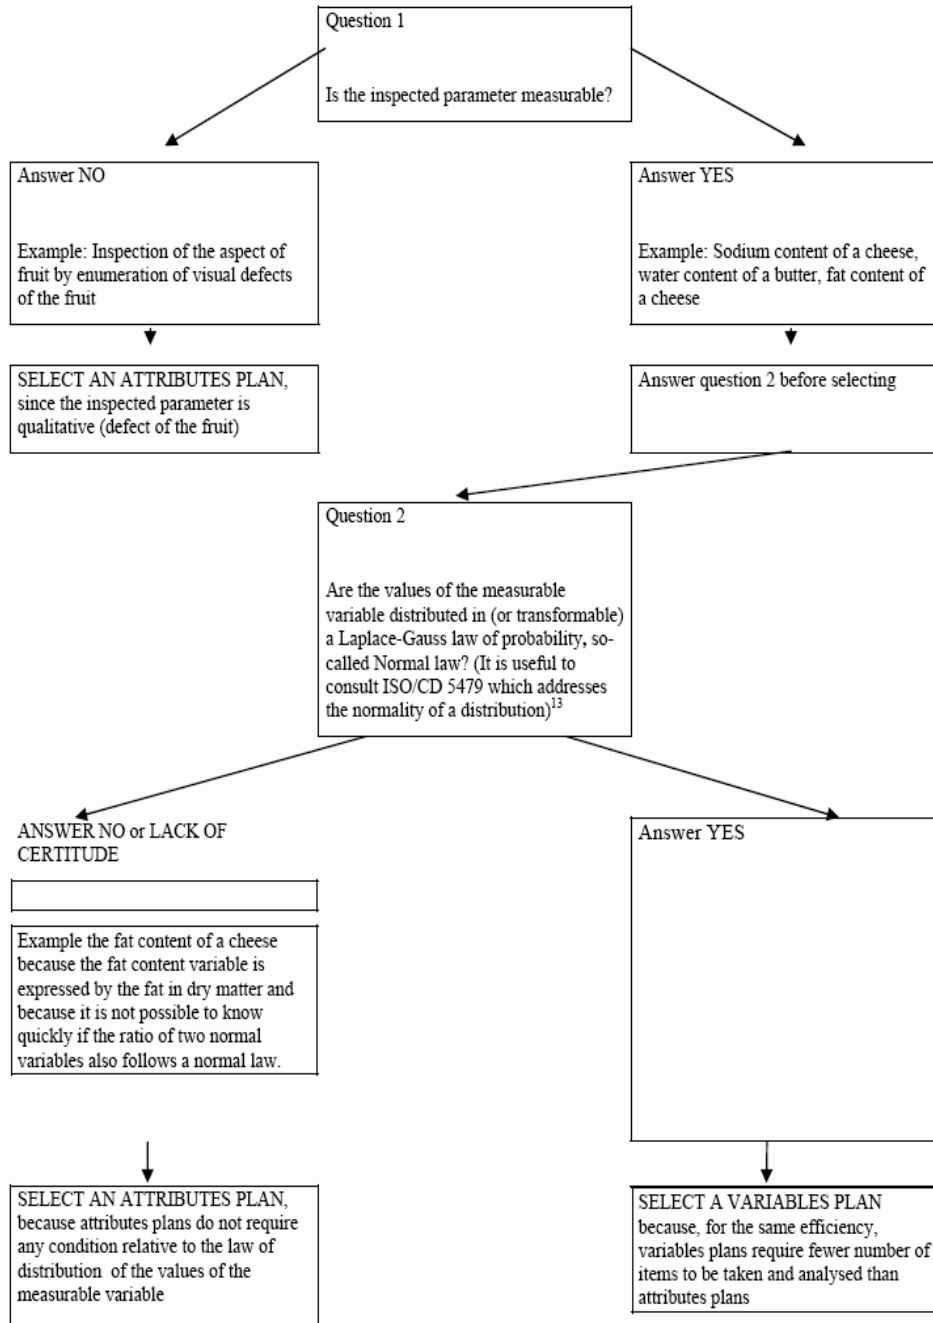 Question 1
Is the inspected parameter measurable?
Answer NO
Example: Inspection of the aspect of
fruit by enumeration of visual defects
of the fruit
Answer YES
Example: Sodium content of a cheese,
water content of a butter, fat content of
a cheese
SELECT AN ATTRIBUTES PLAN,
since the inspected parameter is
qualitative (defect of the fruit)
Answer question 2 before selecting
Question 2
Are the values of the measurable
variable distributed in (or transformable)
a Laplace-Gauss law of probability, so-
called Normal law? (It is useful to
consult ISO/CD 5479 which addresses
the normality of a distribution)13
ANSWER NO or LACK OF
CERTITUDE
Example the fat content of a cheese
because the fat content variable is
expressed by the fat in dry matter and
because it is not possible to know
quickly if the ratio of two normal
variables also follows a normal law.
Answer YES
SELECT AN ATTRIBUTES PLAN,
because attributes plans do not require
any condition relative to the law of
distribution of the values of the
measurable variable
SELECT A VARIABLES PLAN
because, for the same efficiency,
variables plans require fewer number of
items to be taken and analysed than
attributes plans